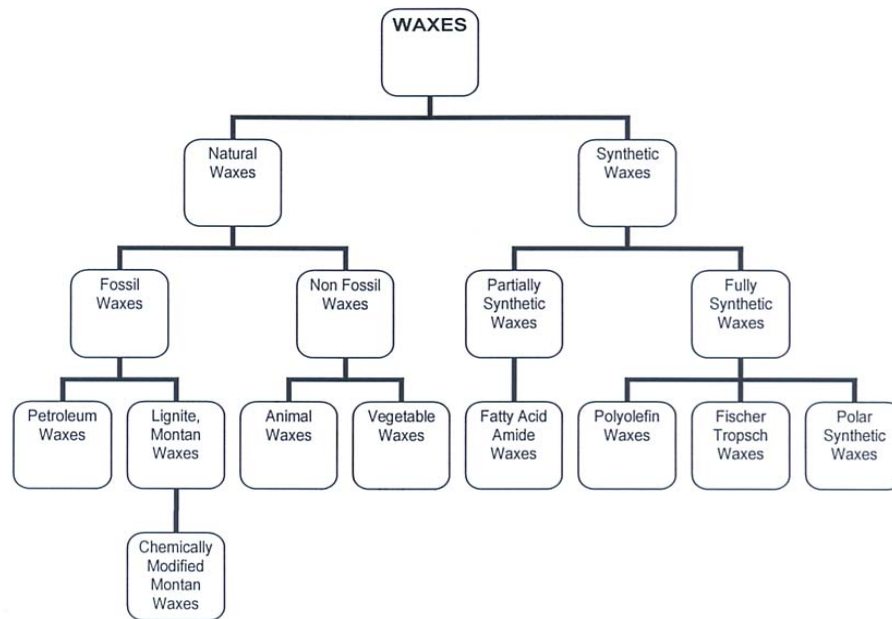 WAXES
Natural
Waxes
Synthetic
Waxes
Fossil
Waxes
Non Fossil
Waxes
Partially
Synthetic
Waxes
Fully
Synthetic
Waxes
Petroleum
Waxes
Lignite,
Montan
Waxes
Animal
Waxes
Vegetable
Waxes
Fatty Acid
Amide
Waxes
Polyolefin
Waxes
Fischer
Tropsch
Waxes
Polar
Synthetic
Waxes
Chemically
Modified
Montan
Waxes